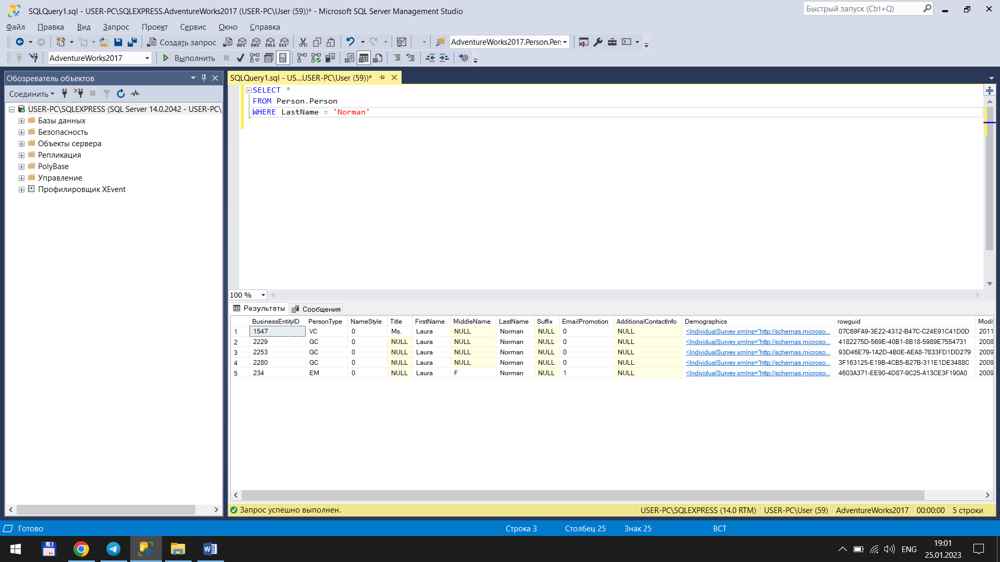 SQLQuery1.sql - USER-PC\SQLEXPRESS.AdventureWorks2017 (USER-PC\User (59))* - Microsoft SQL Server Management Studio
Быстрый запуск (Ctrl+Q)
Файл Правка Вид Запрос Проект Сервис Окно Справка
Создать запрос MDX DMX XMLA DAX AdventureWorks2017.Person.Per:
AdventureWorks2017 Выполнить
Обозреватель объектов
Соединить
USER-PC\SQLEXPRESS (SQL Server 14.0.2042 - USER-PC\
Базы данных
Безопасность
Объекты сервера
Репликация
PolyBase
Управление
Профилировщик XEvent
SQLQuery1.sql - US...USER-PC\User (59))*
SELECT *
FROM Person.Person
WHERE LastName = 'Norman'
100 %
Результаты Сообщения
BusinessEntityID PersonType NameStyle Title FirstName MiddleName LastName Suffix EmailPromotion AdditionalContactInfo Demographics rowguid Modi
1 1547 VC 0 Ms. Laura NULL Norman NULL 0 NULL <IndividualSurvey xmlns="http://schemas.microso... 07C69FA9-3E22-4312-B47C-C24E91C41D0D 2011
2 2229 GC 0 NULL Laura NULL Norman NULL 0 NULL <IndividualSurvey xmlns="http://schemas.microso... 4182275D-569E-40B1-8B18-5989E7554731 2008
3 2253 GC 0 NULL Laura NULL Norman NULL 0 NULL <IndividualSurvey xmlns="http://schemas.microso... 93D46E79-1A2D-4B0E-AEA8-7833FD1DD279 2009
4 2280 GC 0 NULL Laura NULL Norman NULL 0 NULL <IndividualSurvey xmlns="http://schemas.microso... 3F163125-E19B-4CB5-B27B-311E1DE3488C 2009
5 234 EM 0 NULL Laura F Norman NULL 1 NULL <IndividualSurvey xmlns="http://schemas.microso... 4603A371-EE90-4D87-9C25-A13CE3F190A0 2009
Запрос успешно выполнен. USER-PC\SQLEXPRESS (14.0 RTM) USER-PC\User (59) AdventureWorks2017 00:00:00 5 строки
Готово Строка 3 Столбец 25 Знак 25 ВСТ
64 ENG 19:01
25.01.2023